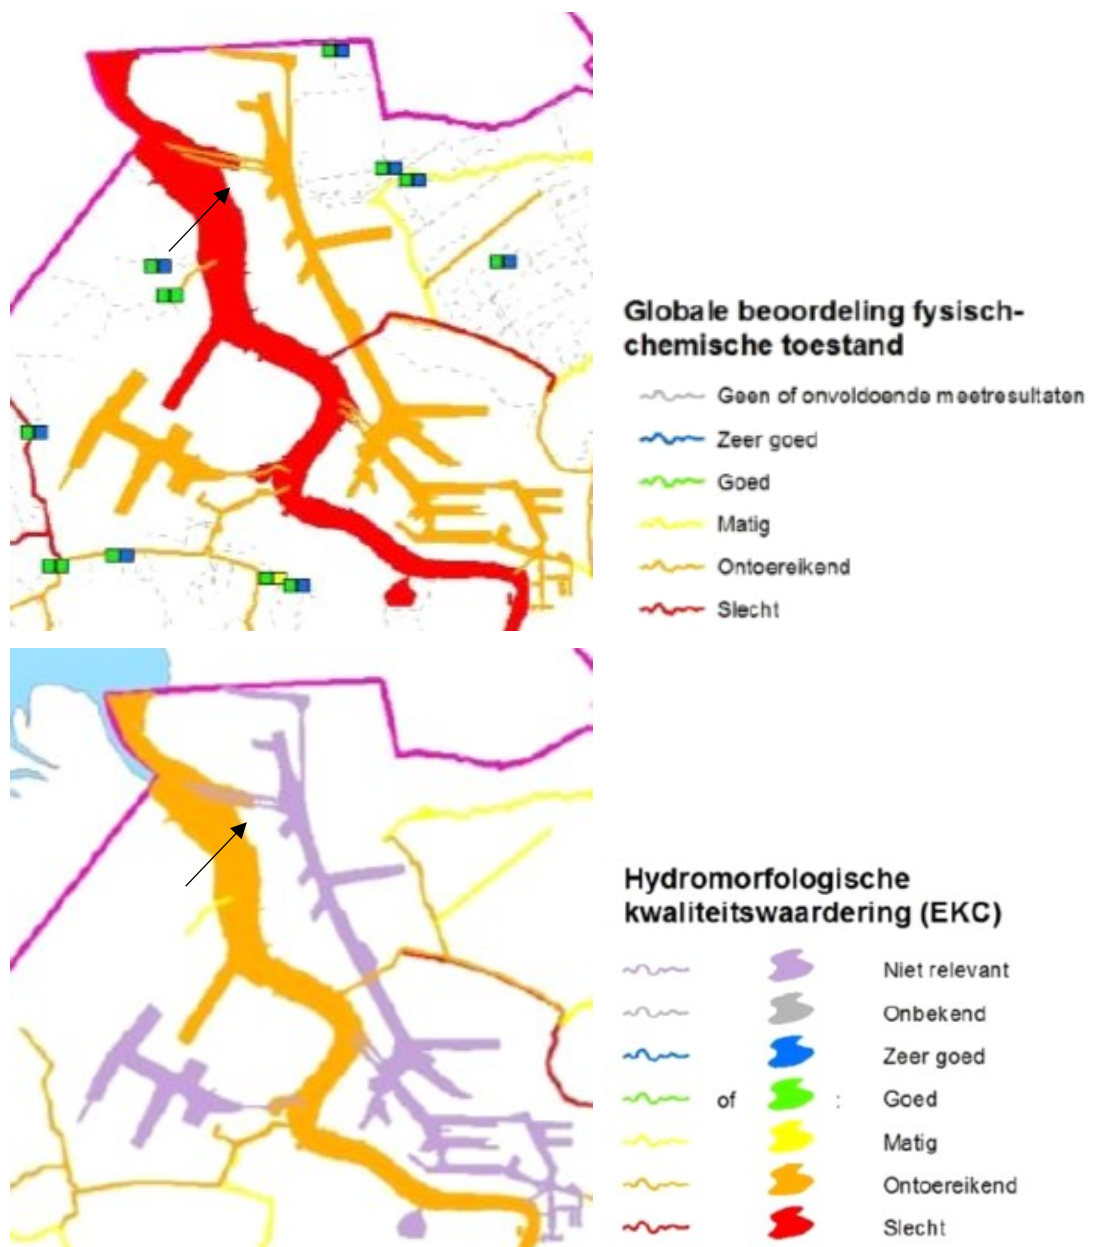 Globale beoordeling fysisch-
chemische toestand
Geen of onvoldoende meetresultaten
Zeer goed
Goed
Matig
Ontoereikend
Slecht
Hydromorfologische
kwaliteitswaardering (EKC)
Niet relevant
Onbekend
Zeer goed
of : Goed
Matig
Ontoereikend
Slecht